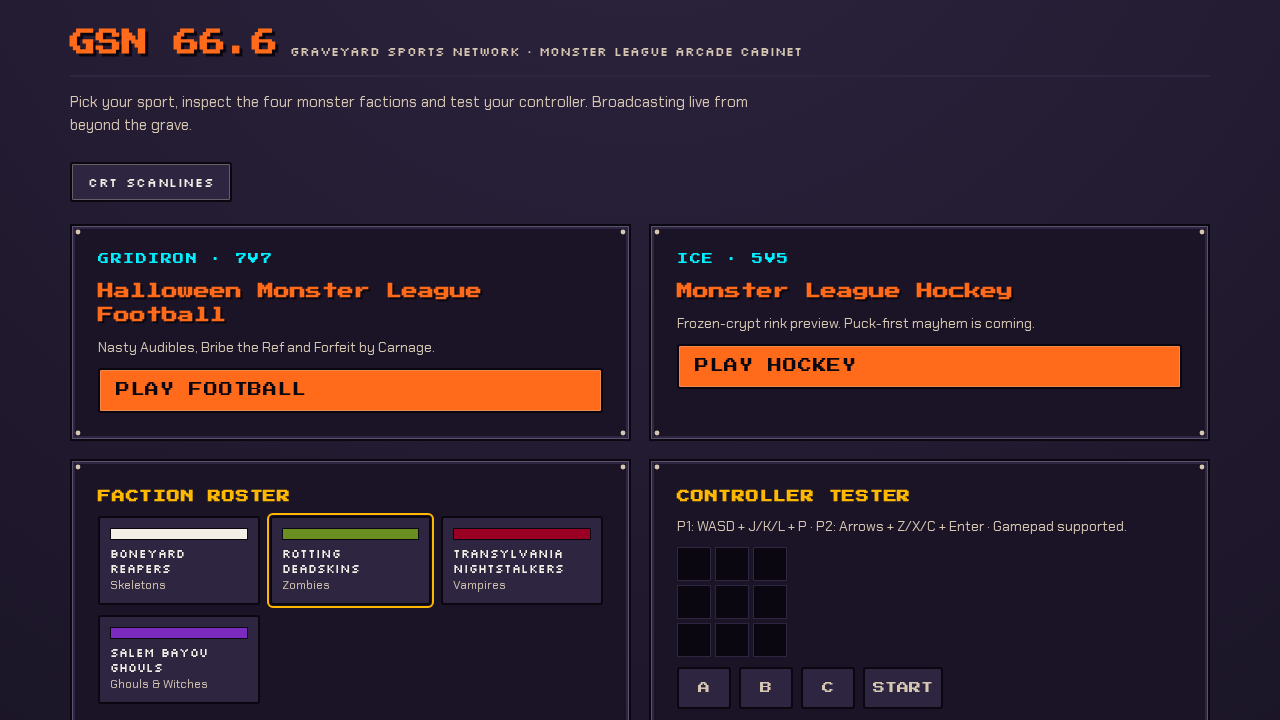 GSN 66.6 GRAVEYARD SPORTS NETWORK · MONSTER LEAGUE ARCADE CABINET
Pick your sport, inspect the four monster factions and test your controller. Broadcasting live from
beyond the grave.
CRT SCANLINES
GRIDIRON · 7V7
Halloween Monster League
Football
Nasty Audibles, Bribe the Ref and Forfeit by Carnage.
PLAY FOOTBALL
ICE · 5V5
Monster League Hockey
Frozen-crypt rink preview. Puck-first mayhem is coming.
PLAY HOCKEY
FACTION ROSTER
BONEYARD
REAPERS
Skeletons
ROTTING
DEADSKINS
Zombies
TRANSYLVANIA
NIGHTSTALKERS
Vampires
SALEM BAYOU
GHOULS
Ghouls & Witches
CONTROLLER TESTER
P1: WASD + J/K/L + P · P2: Arrows + Z/X/C + Enter · Gamepad supported.
A
B
C
START